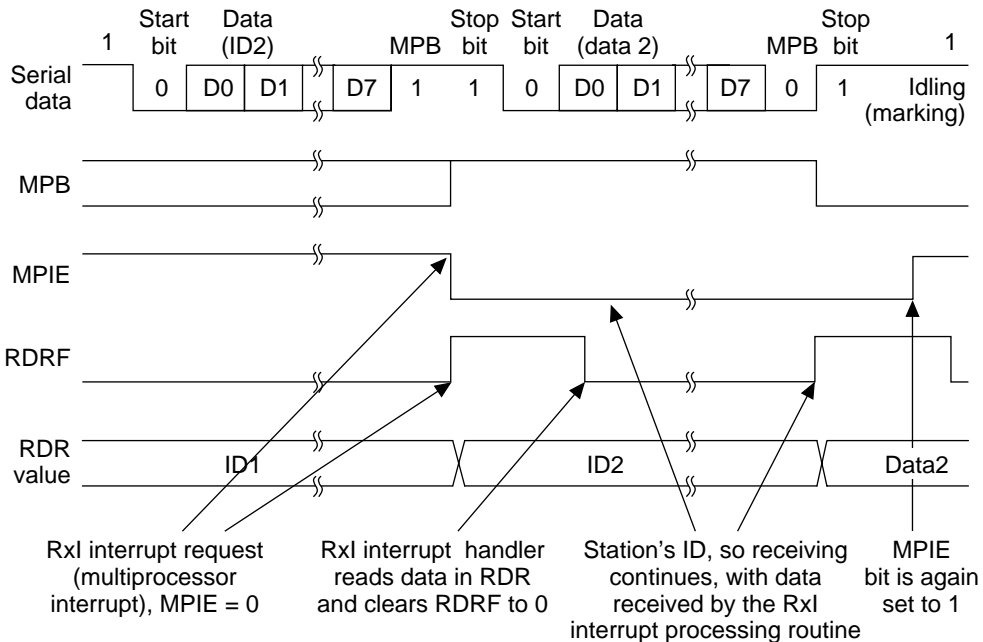 Start Data Stop Start Data Stop
1 bit (ID2) MPB bit bit (data 2) MPB bit 1
Serial data 0 D0 D1 D7 1 1 0 D0 D1 D7 0 1 Idling (marking)
MPB
MPIE
RDRF
RDR value ID1 ID2 Data2
RxI interrupt request
(multiprocessor
interrupt), MPIE = 0
RxI interrupt handler
reads data in RDR
and clears RDRF to 0
Station's ID, so receiving
continues, with data
received by the RxI
interrupt processing routine
MPIE
bit is again
set to 1